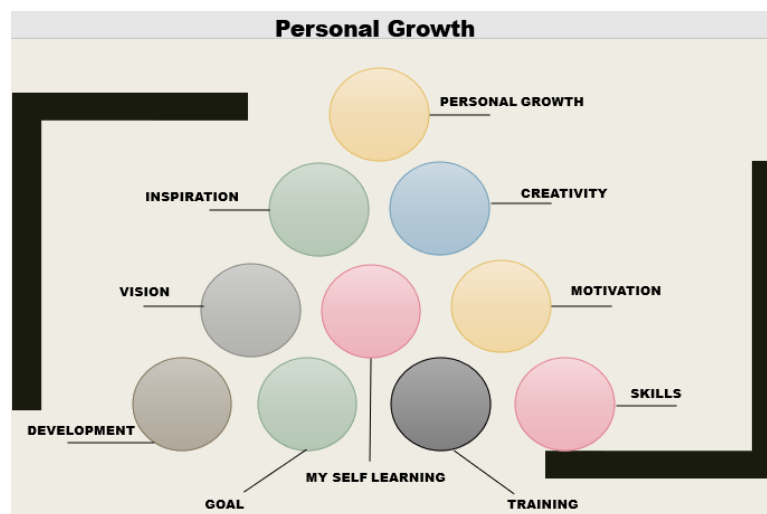 Personal Growth
PERSONAL GROWTH
INSPIRATION
CREATIVITY
VISION
MOTIVATION
SKILLS
DEVELOPMENT
MY SELF LEARNING
GOAL
TRAINING